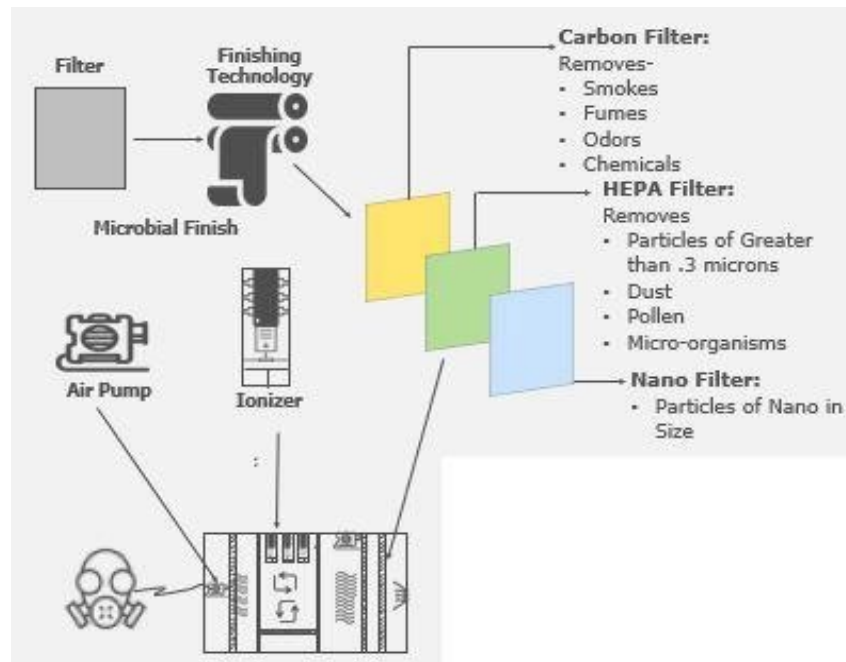 Filter
Finishing
Technology
Microbial Finish
Carbon Filter:
Removes-
• Smokes
• Fumes
• Odors
• Chemicals
HEPA Filter:
Removes
• Particles of Greater
than .3 microns
• Dust
• Pollen
• Micro-organisms
Nano Filter:
• Particles of Nano in
Size
Air Pump
Ionizer
: